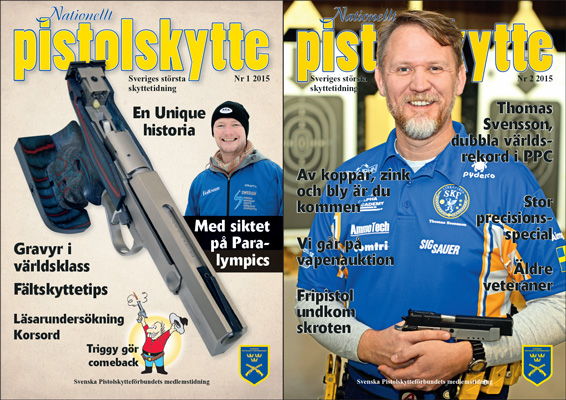 Nationellt
pistolskytte
Sveriges största
skyttetidning
Nr 1 2015
En Unique
historia
Med siktet
på Para-
lympics
Gravyr i
världsklass
Fältskyttetips
Läsarundersökning
Korsord
Triggy gör
comeback
Svenska Pistolskytteförbundets medlemstidning
Nationellt
pistolskytte
Sveriges största
skyttetidning
Nr 2 2015
Thomas
Svensson,
dubbla världs-
rekord i PPC
Av koppar, zink
och bly är du
kommen
Stor
precisions-
special
Vi går på
vapenauktion
Äldre
veteraner
Fripistol
undkom
skroten
SKF
Thomas Svensson
AmmoTech
SIG SAUER
Svenska Pistolskytteförbundets medlemstidning